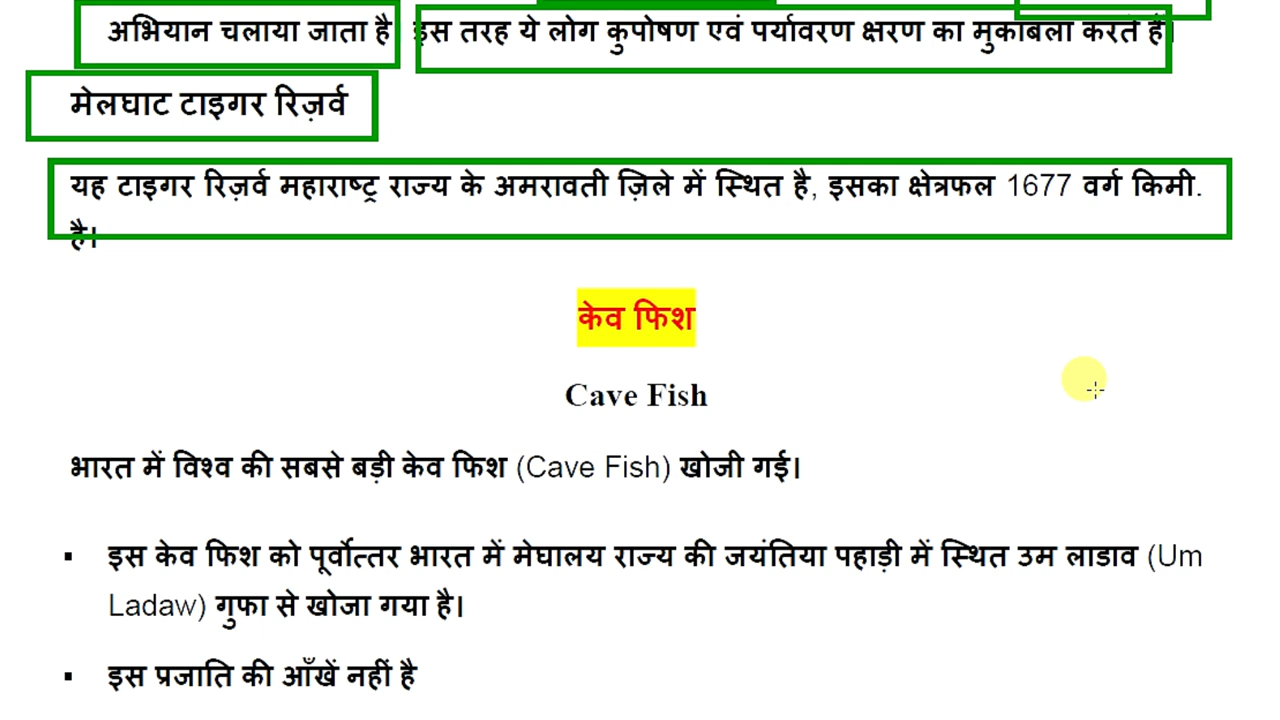 अभियान चलाया जाता है इस तरह ये लोग कुपोषण एवं पर्यावरण क्षरण का मुकाबला करते हैं।
मेलघाट टाइगर रिज़र्व
यह टाइगर रिज़र्व महाराष्ट्र राज्य के अमरावती ज़िले में स्थित है, इसका क्षेत्रफल 1677 वर्ग किमी.
है।
केव फिश
Cave Fish
भारत में विश्व की सबसे बड़ी केव फिश (Cave Fish) खोजी गई।
▪ इस केव फिश को पूर्वोत्तर भारत में मेघालय राज्य की जयंतिया पहाड़ी में स्थित उम लाडाव (Um
Ladaw) गुफा से खोजा गया है।
▪ इस प्रजाति की आँखें नहीं है